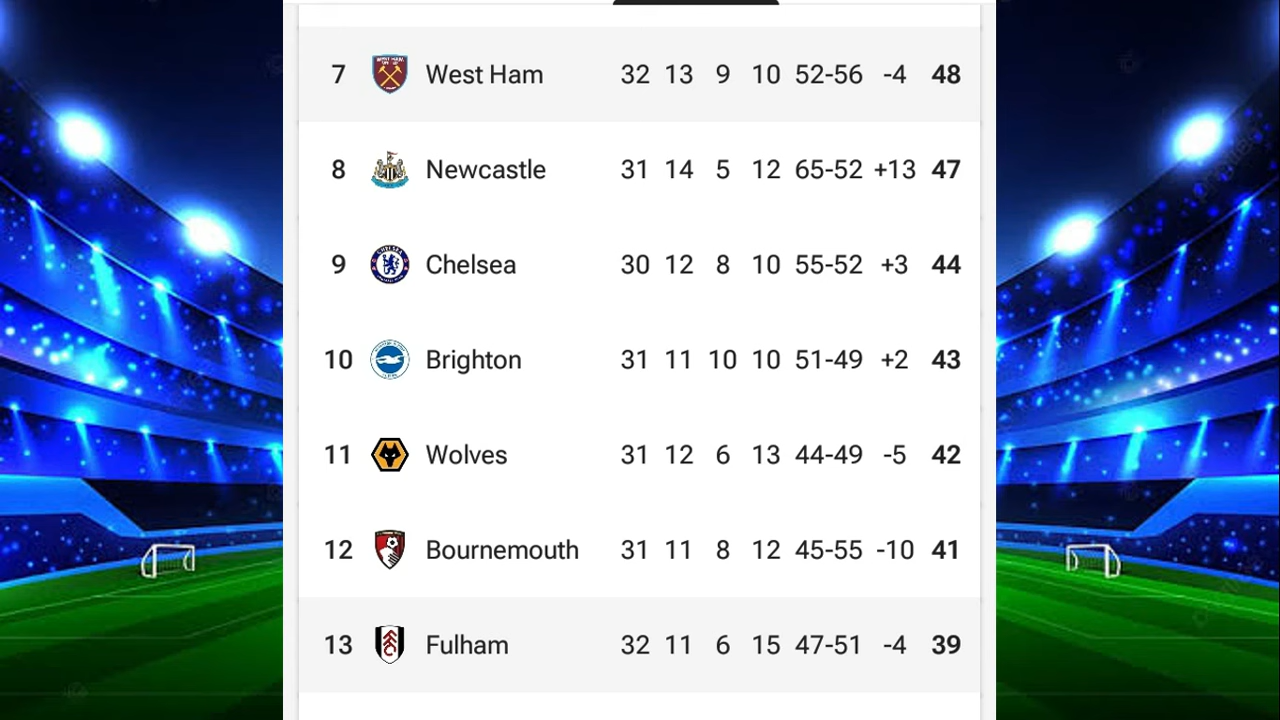 7 West Ham 32 13 9 10 52-56 -4 48
8 Newcastle 31 14 5 12 65-52 +13 47
9 Chelsea 30 12 8 10 55-52 +3 44
10 Brighton 31 11 10 10 51-49 +2 43
11 Wolves 31 12 6 13 44-49 -5 42
12 Bournemouth 31 11 8 12 45-55 -10 41
13 Fulham 32 11 6 15 47-51 -4 39